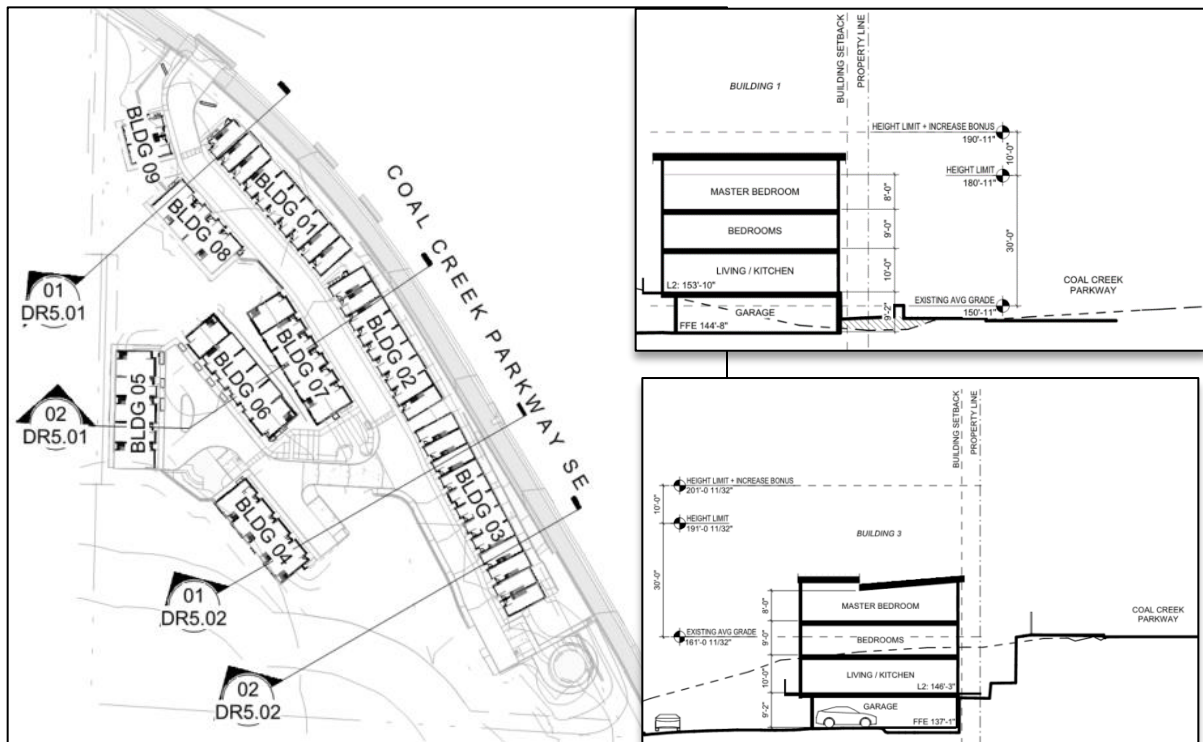 BLDG 09
BLDG 08
BLDG 01
BLDG 07
BLDG 02
BLDG 06
BLDG 05
BLDG 04
BLDG 03
COAL CREEK PARKWAY SE
01
DR5.01
02
DR5.01
01
DR5.02
02
DR5.02
BUILDING 1
BUILDING SETBACK
PROPERTY LINE
HEIGHT LIMIT + INCREASE BONUS
190'-11"
10'-0"
HEIGHT LIMIT
180'-11"
MASTER BEDROOM
8'-0"
BEDROOMS
9'-0"
30'-0"
LIVING / KITCHEN
10'-0"
L2: 153'-10"
COAL CREEK
PARKWAY
EXISTING AVG GRADE
150'-11"
GARAGE
9'-2"
FFE 144'-8"
BUILDING SETBACK
PROPERTY LINE
HEIGHT LIMIT + INCREASE BONUS
201'-0 11/32"
10'-0"
HEIGHT LIMIT
191'-0 11/32"
BUILDING 3
30'-0"
8'-0"
MASTER BEDROOM
COAL CREEK
PARKWAY
EXISTING AVG GRADE
161'-0 11/32"
9'-0"
BEDROOMS
10'-0"
LIVING / KITCHEN
L2: 146'-3"
9'-2"
GARAGE
FFE 137'-1"